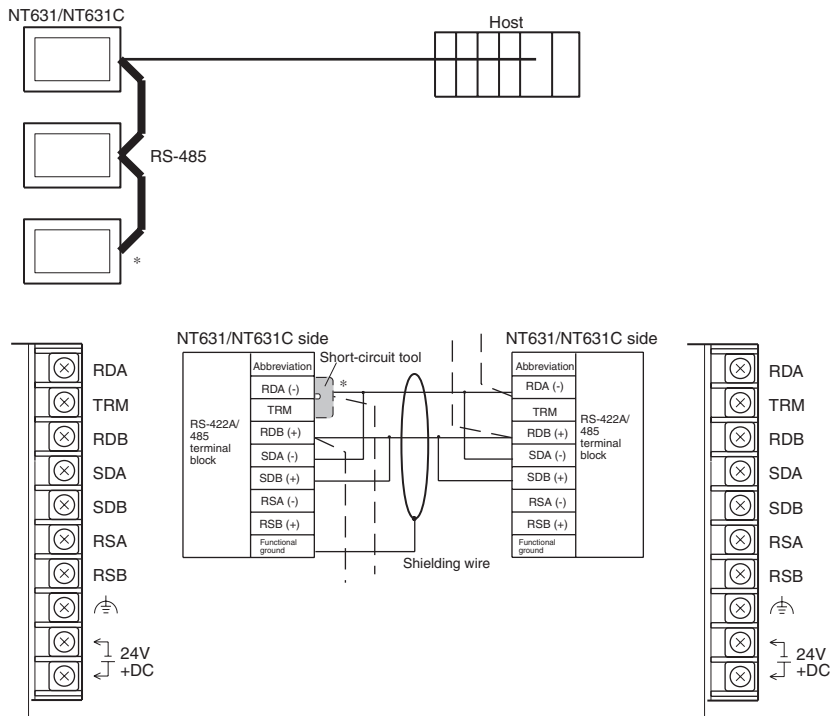 NT631/NT631C
Host
RS-485
*
NT631/NT631C side
NT631/NT631C side
Short-circuit tool
*
RS-422A/
485
terminal
block
Abbreviation
RDA (-)
TRM
RDB (+)
SDA (-)
SDB (+)
RSA (-)
RSB (+)
Functional
ground
Shielding wire
Abbreviation
RDA (-)
TRM
RDB (+)
SDA (-)
SDB (+)
RSA (-)
RSB (+)
Functional
ground
RS-422A/
485
terminal
block
RDA
TRM
RDB
SDA
SDB
RSA
RSB
24V
+DC
RDA
TRM
RDB
SDA
SDB
RSA
RSB
24V
+DC